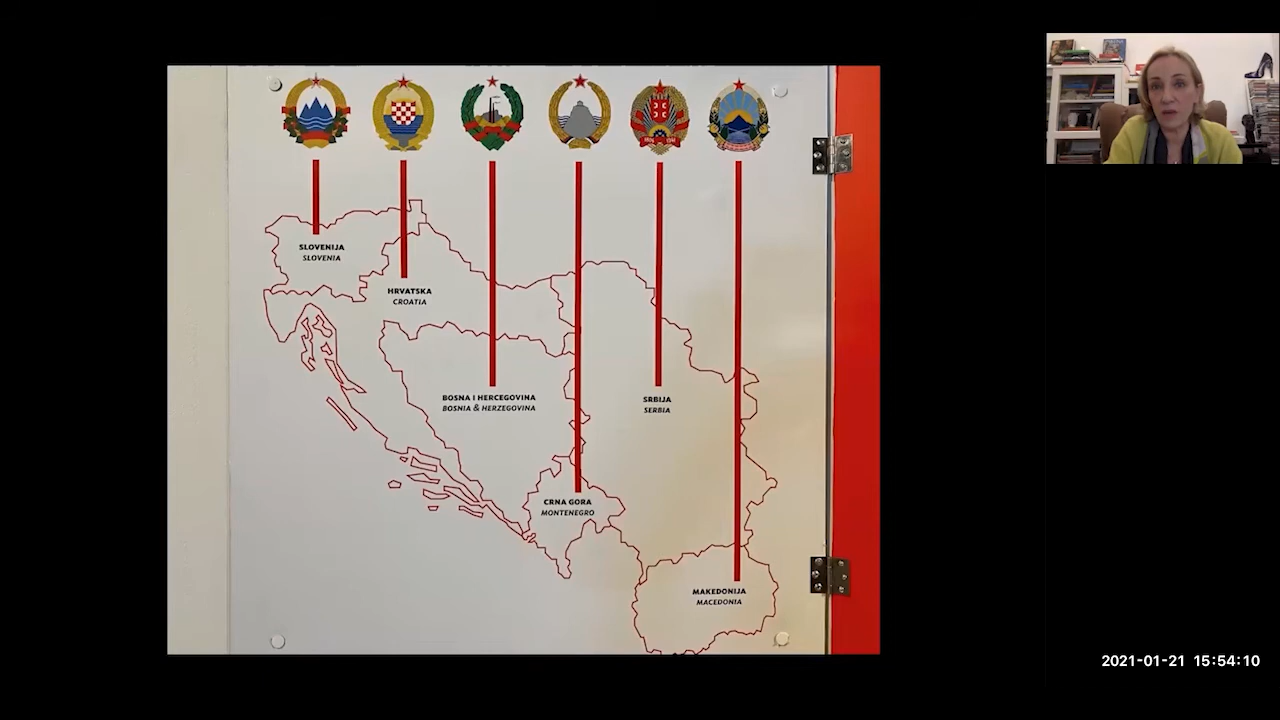 SLOVENIJA
SLOVENIA
HRVATSKA
CROATIA
BOSNA I HERCEGOVINA
BOSNIA & HERZEGOVINA
SRBIJA
SERBIA
CRNA GORA
MONTENEGRO
MAKEDONIJA
MACEDONIA
2021-01-21 15:54:10